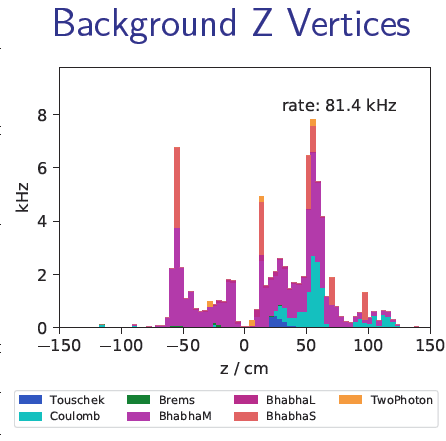 Background Z Vertices
rate: 81.4 kHz
kHz
8
6
4
2
0
−150 −100 −50 0 50 100 150
z / cm
Touschek Brems BhabhaL TwoPhoton
Coulomb BhabhaM BhabhaS